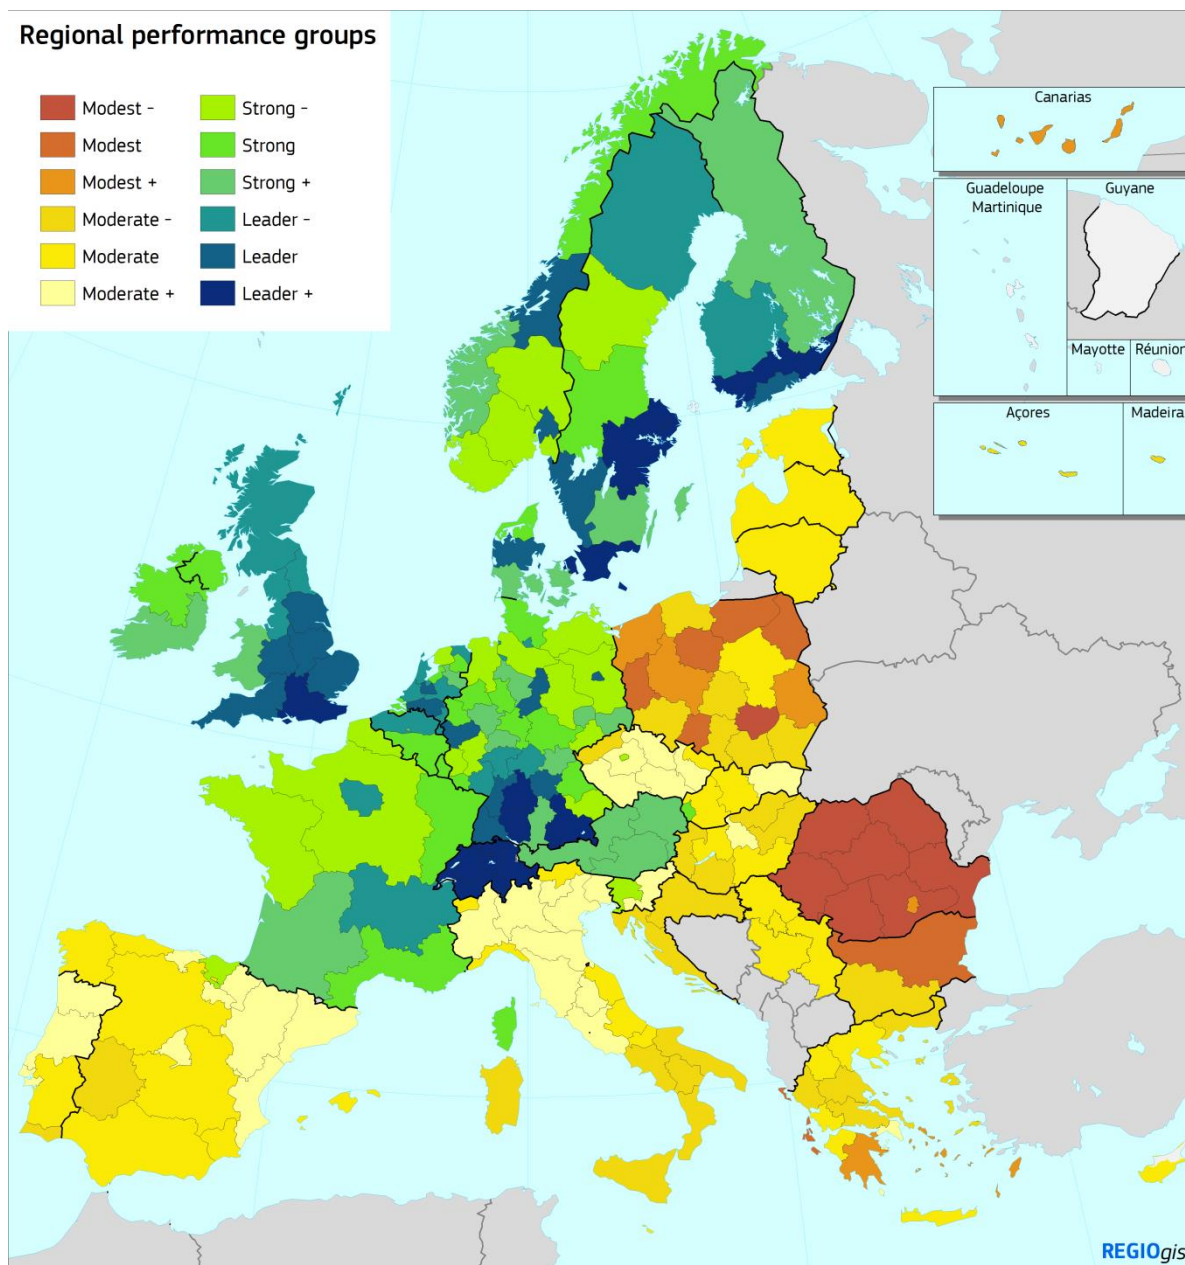 Regional performance groups
Modest -
Modest
Modest +
Moderate -
Moderate
Moderate +
Strong -
Strong
Strong +
Leader -
Leader
Leader +
Canarias
Guadeloupe
Martinique
Guyane
Mayotte
Réunion
Açores
Madeira
REGIOgis